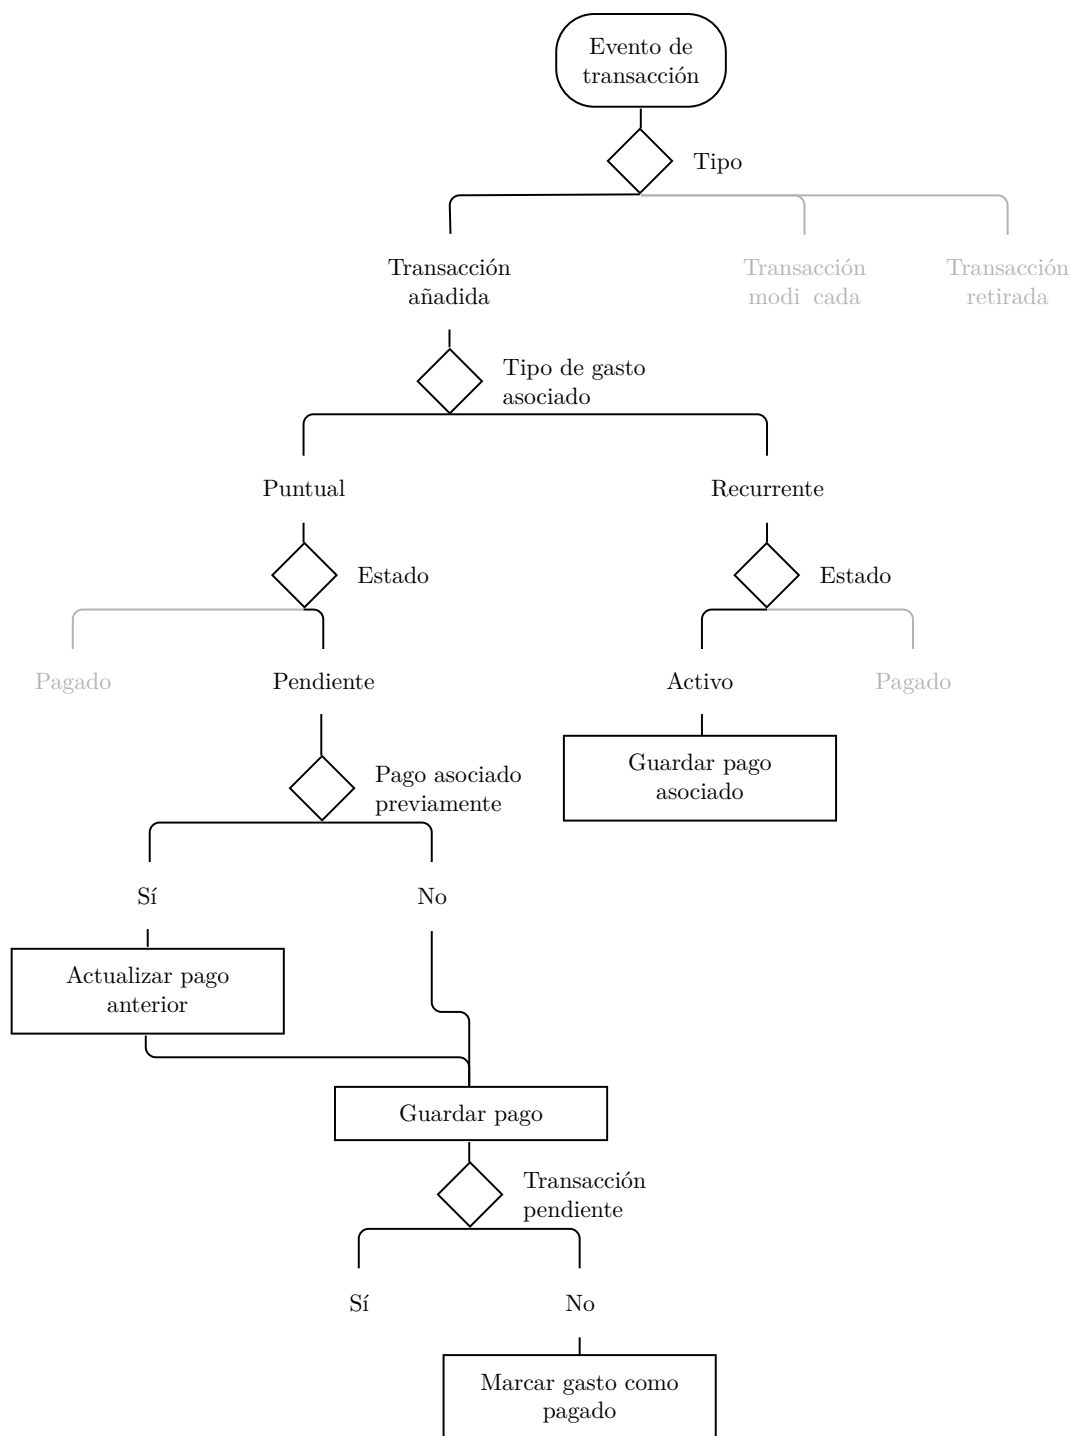 Evento de
transacción
Tipo
Transacción
añadida
Transacción
modi cada
Transacción
retirada
Tipo de gasto
asociado
Puntual
Recurrente
Estado
Estado
Pagado
Pendiente
Activo
Pagado
Pago asociado
previamente
Guardar pago
asociado
Sí
No
Actualizar pago
anterior
Guardar pago
Transacción
pendiente
Sí
No
Marcar gasto como
pagado